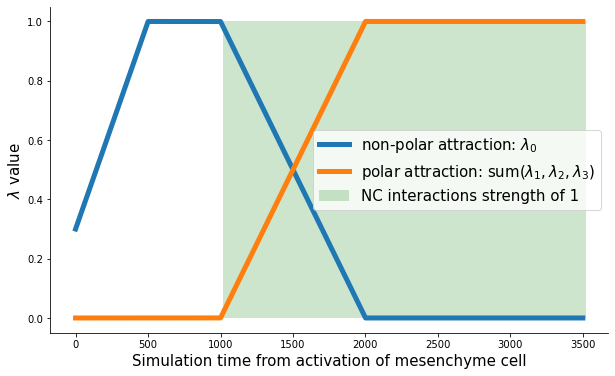 1.0
0.8
0.6
0.4
0.2
0.0
λ value
non-polar attraction: λ₀
polar attraction: sum(λ₁, λ₂, λ₃)
NC interactions strength of 1
0 500 1000 1500 2000 2500 3000 3500
Simulation time from activation of mesenchyme cell